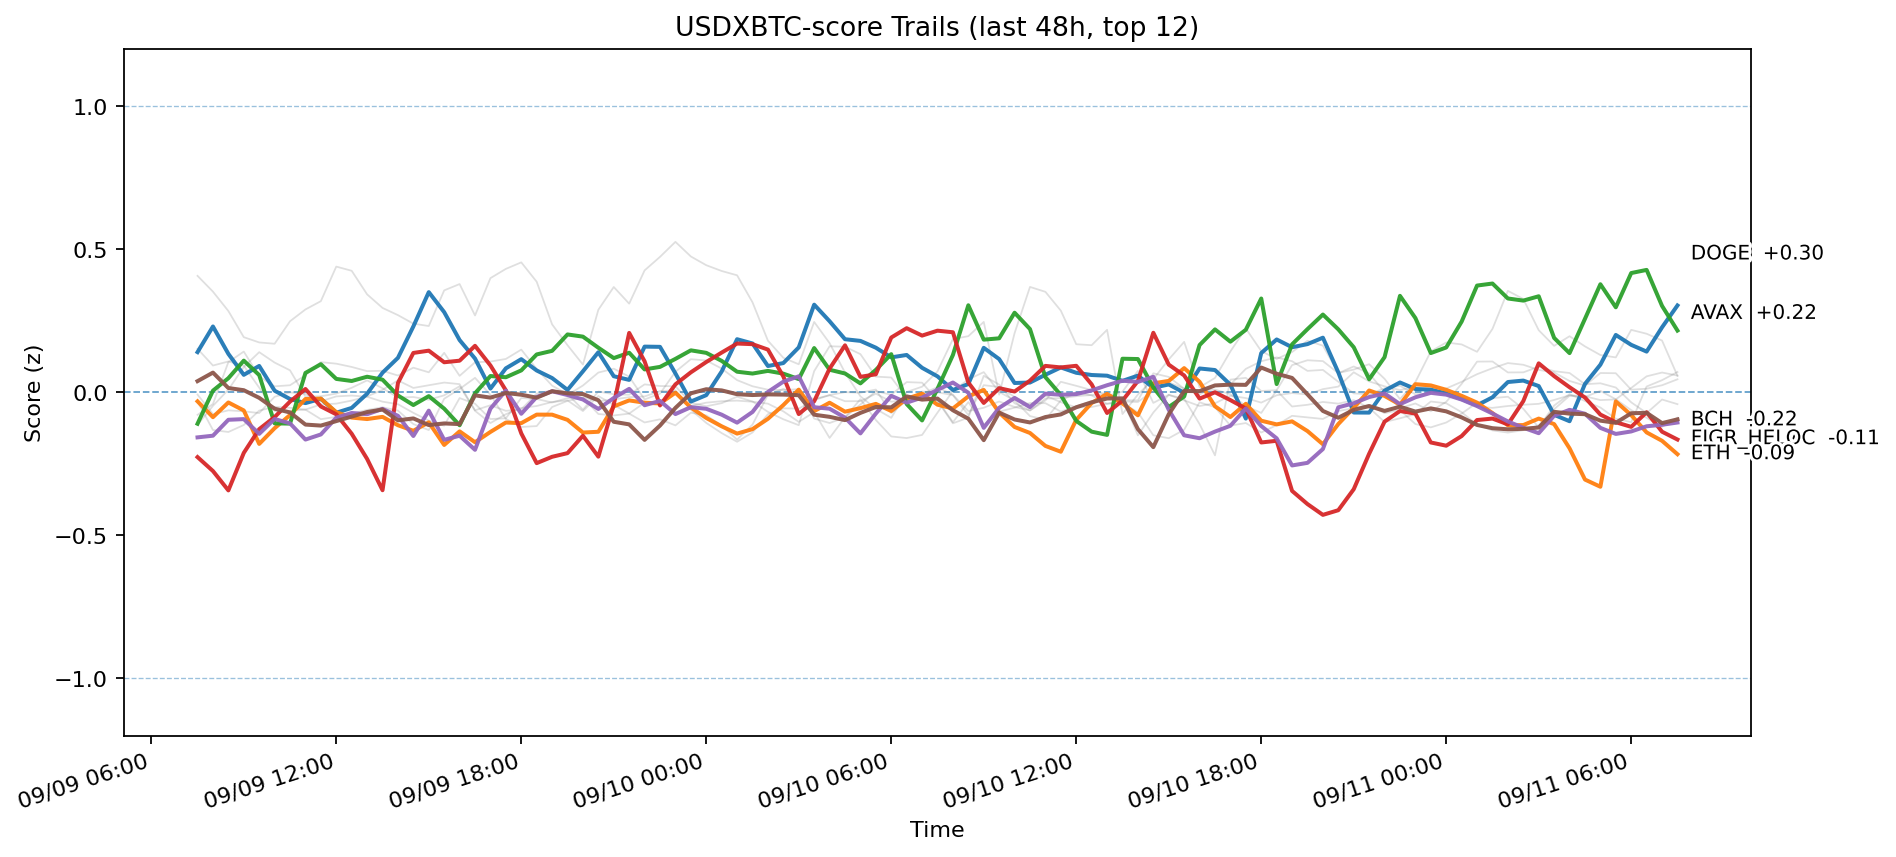 USDXBTC-score Trails (last 48h, top 12)
Score (z)
1.0
0.5
0.0
−0.5
−1.0
DOGE +0.30
AVAX +0.22
BCH -0.22
FIGR_HELOC -0.11
ETH -0.09
09/09 06:00
09/09 12:00
09/09 18:00
09/10 00:00
09/10 06:00
09/10 12:00
09/10 18:00
09/11 00:00
09/11 06:00
Time